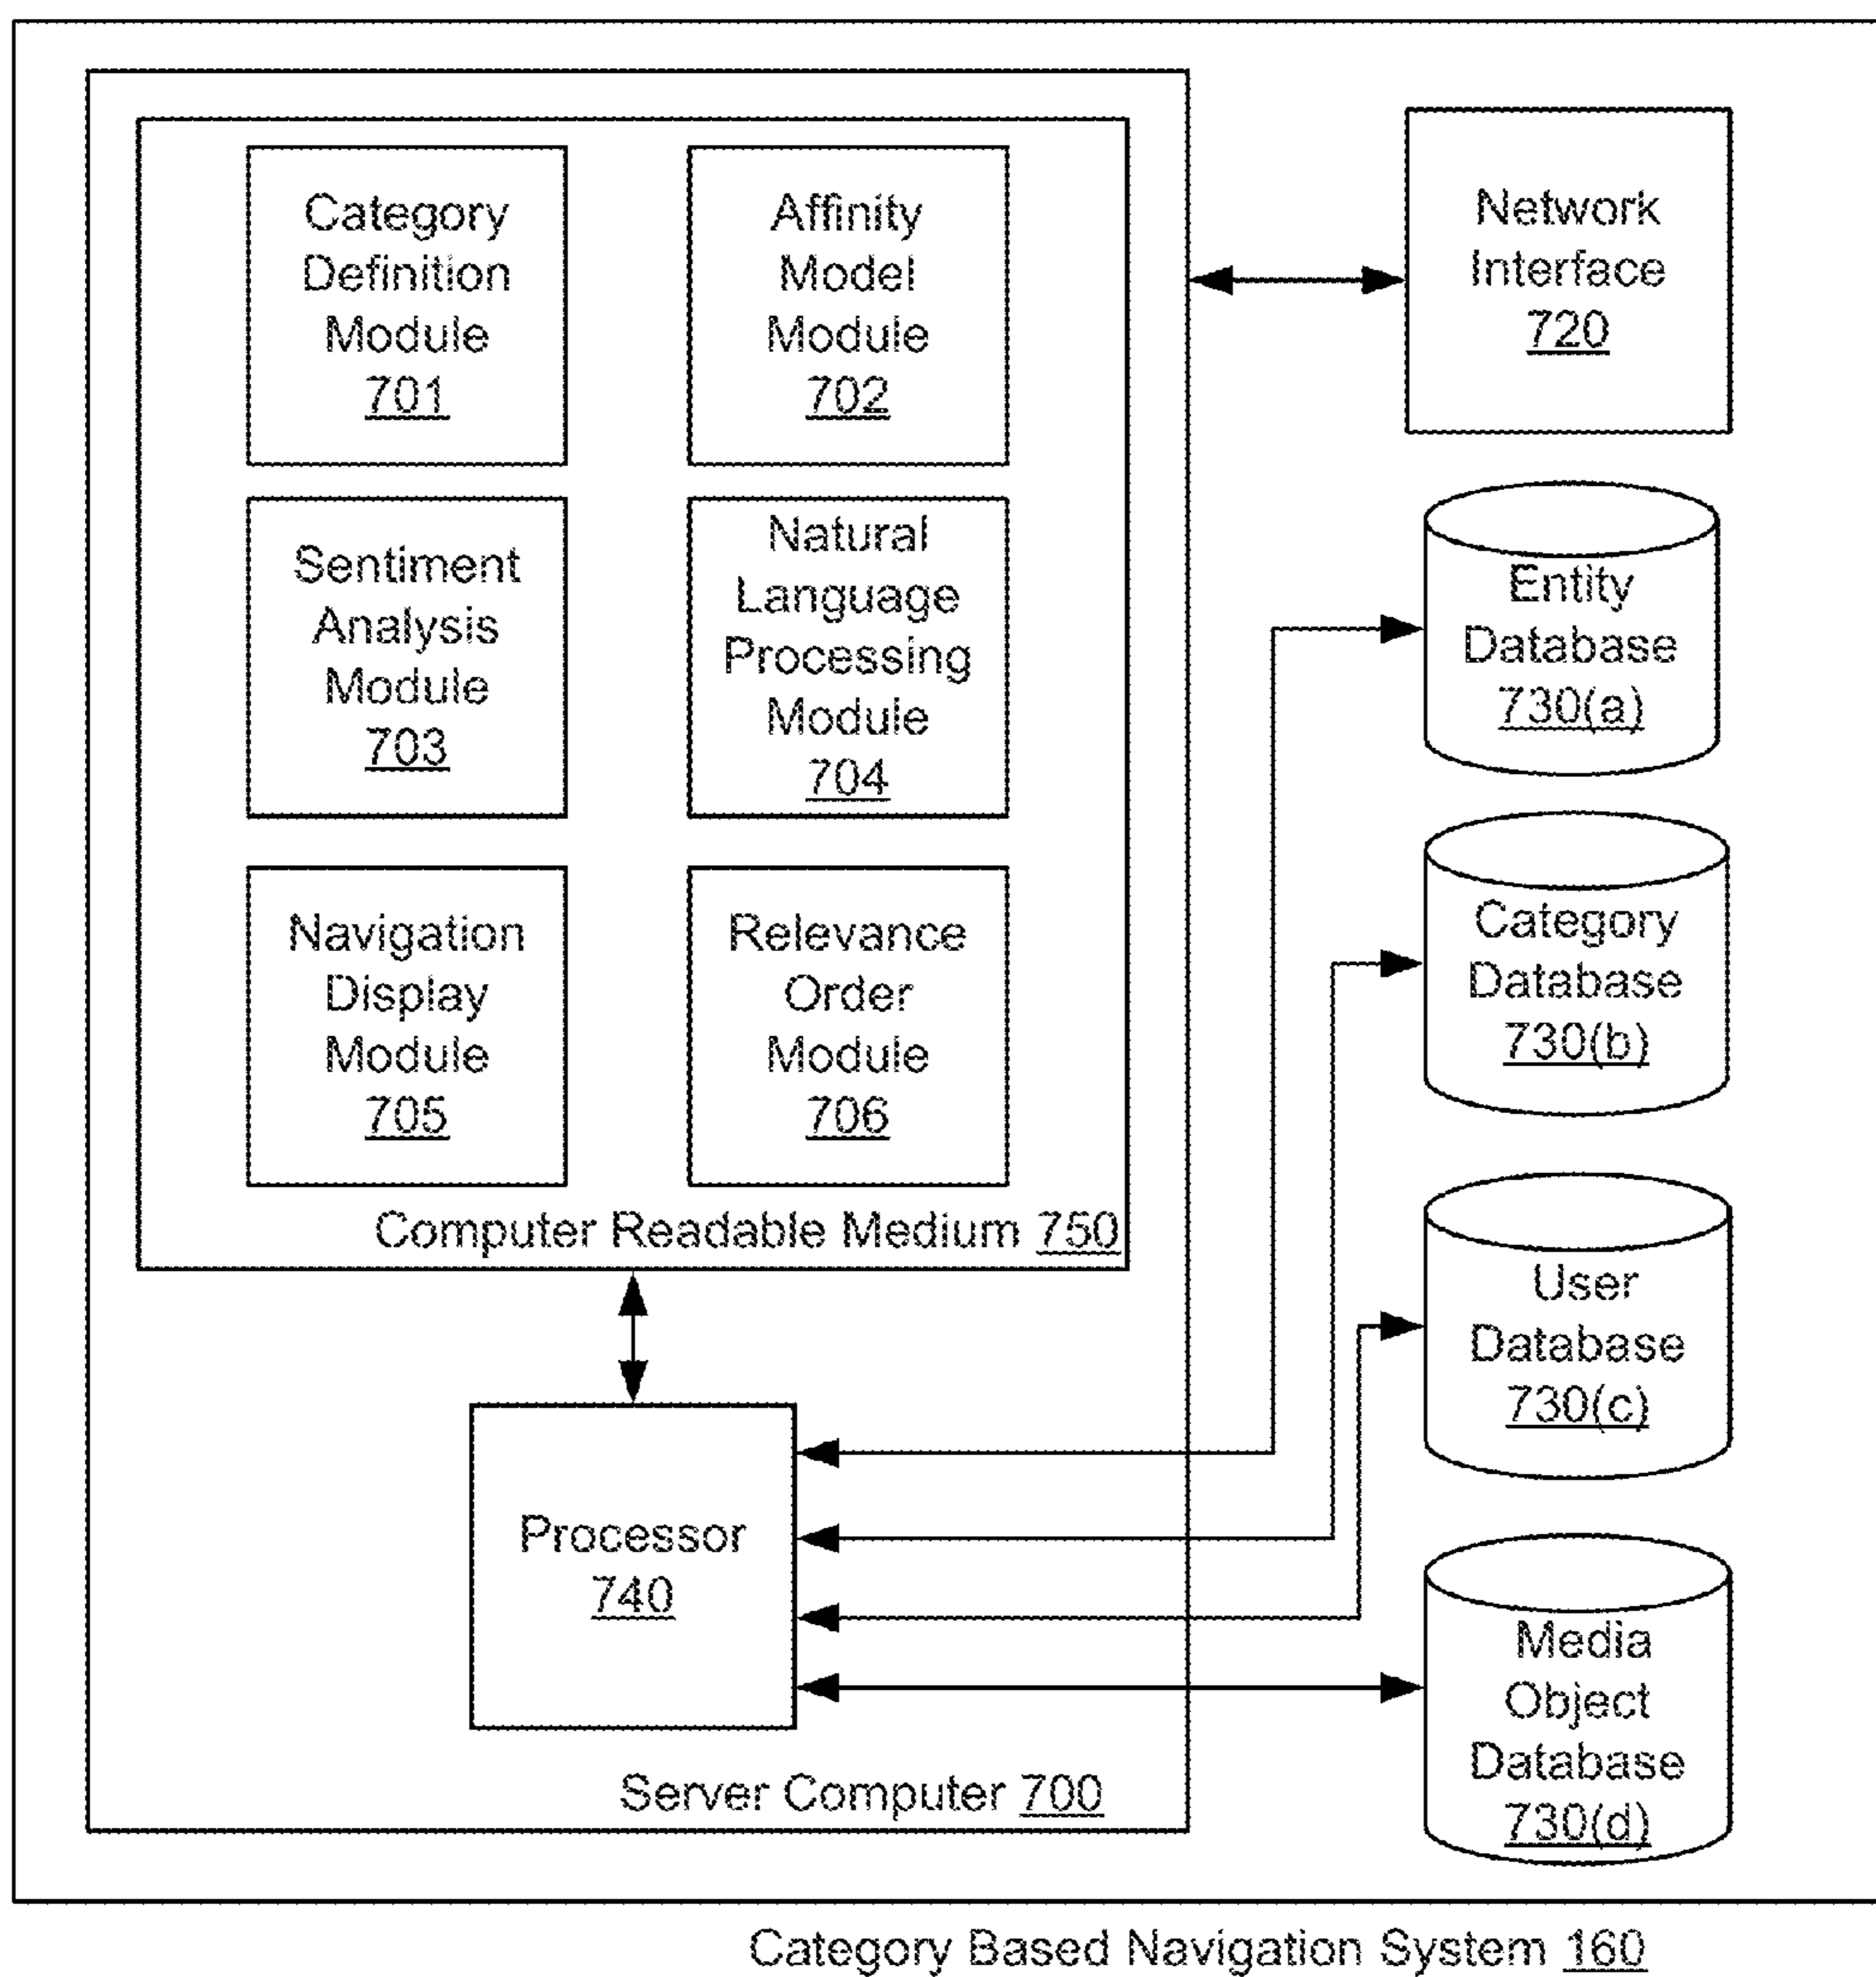 Category
Definition
Module
701
Affinity
Model
Module
702
Network
Interface
720
Sentiment
Analysis
Module
703
Natural
Language
Processing
Module
704
Entity
Database
730(a)
Navigation
Display
Module
705
Relevance
Order
Module
706
Category
Database
730(b)
Computer Readable Medium 750
User
Database
730(c)
Processor
740
Media
Object
Database
730(d)
Server Computer 700
Category Based Navigation System 160